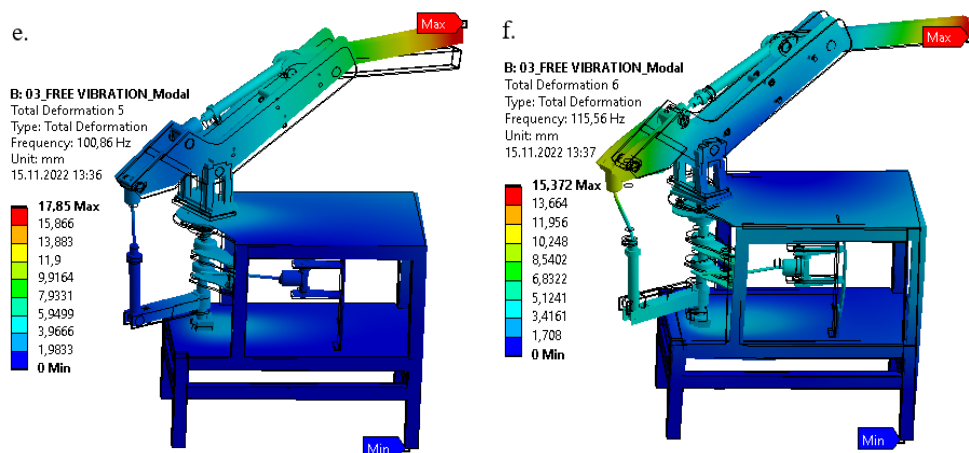 e.
Max
B: 03_FREE VIBRATION_Modal
Total Deformation 5
Type: Total Deformation
Frequency: 100,86 Hz
Unit: mm
15.11.2022 13:36
17,85 Max
15,866
13,883
11,9
9,9164
7,9331
5,9499
3,9666
1,9833
0 Min
Min
f.
Max
B: 03_FREE VIBRATION_Modal
Total Deformation 6
Type: Total Deformation
Frequency: 115,56 Hz
Unit: mm
15.11.2022 13:37
15,372 Max
13,664
11,956
10,248
8,5402
6,8322
5,1241
3,4161
1,708
0 Min
Min